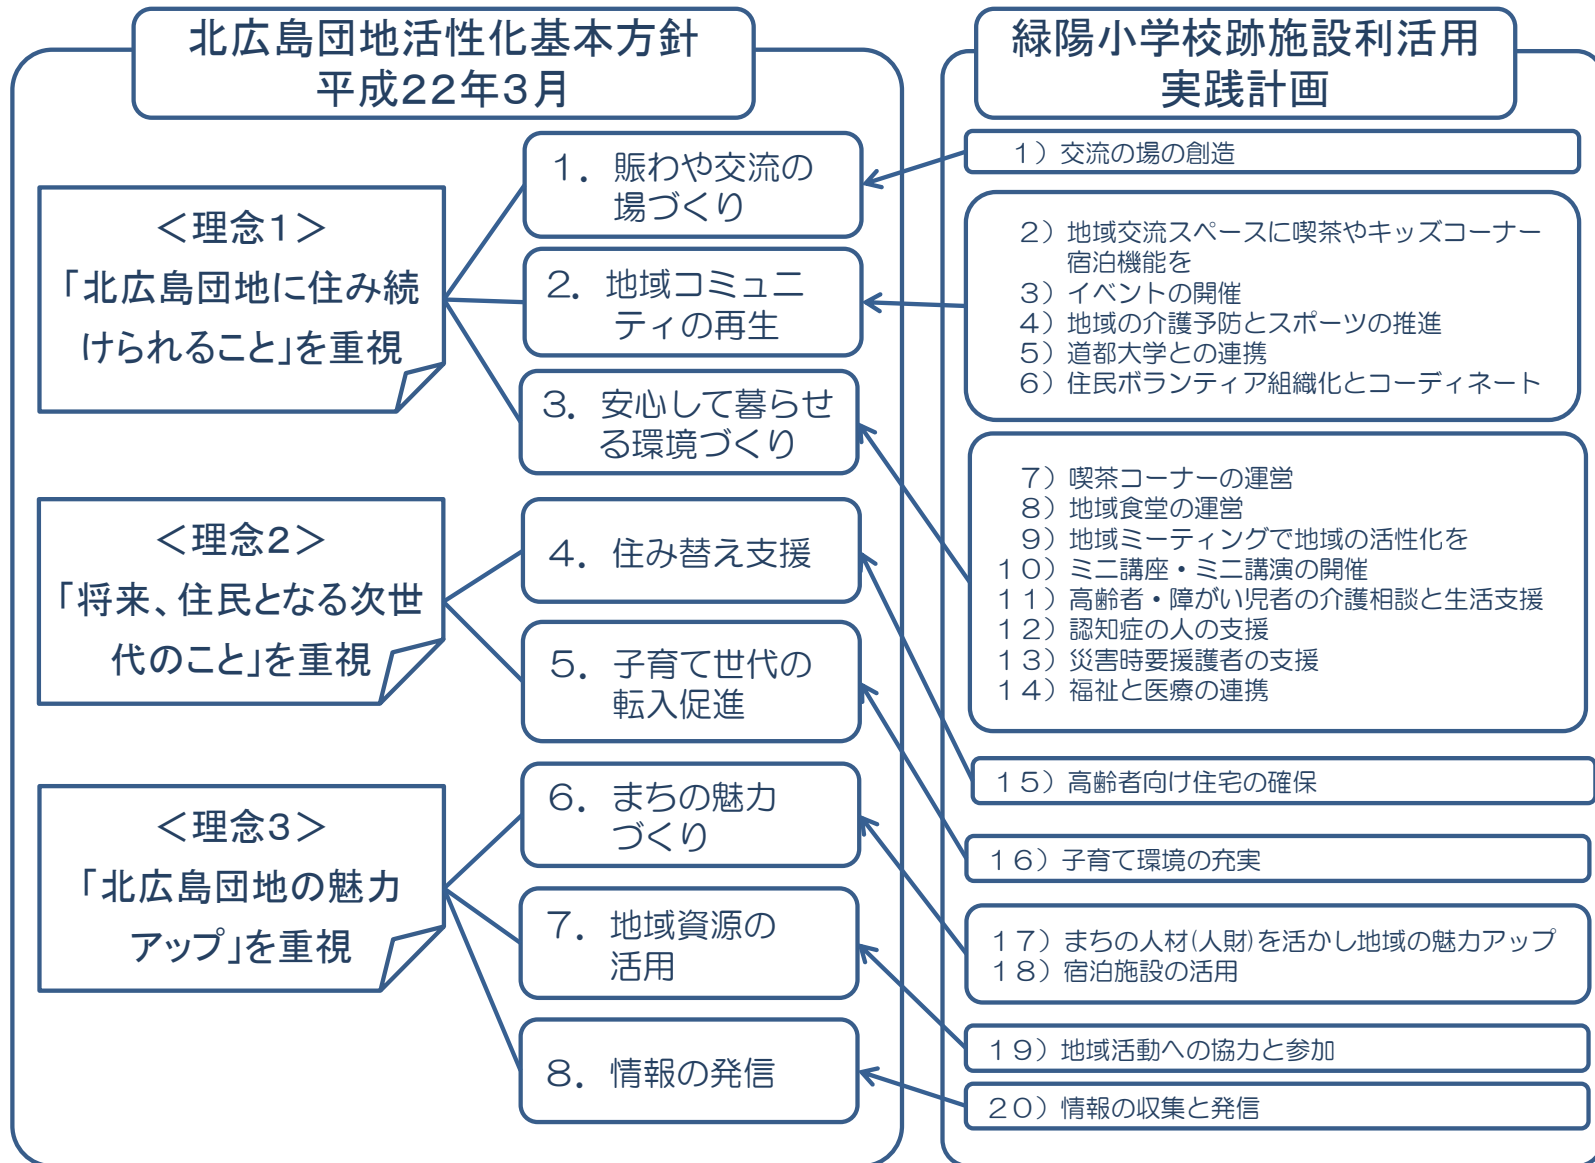 北広島団地活性化基本方針
平成22年3月
<理念1>
「北広島団地に住み続
けられること」を重視
1. 賑わや交流の
場づくり
2. 地域コミュニ
ティの再生
3. 安心して暮らせ
る環境づくり
<理念2>
「将来、住民となる次世
代のこと」を重視
4. 住み替え支援
5. 子育て世代の
転入促進
<理念3>
「北広島団地の魅力
アップ」を重視
6. まちの魅力
づくり
7. 地域資源の
活用
8. 情報の発信
緑陽小学校跡施設利活用
実践計画
1) 交流の場の創造
2) 地域交流スペースに喫茶やキッズコーナー
宿泊機能を
3) イベントの開催
4) 地域の介護予防とスポーツの推進
5) 道都大学との連携
6) 住民ボランティア組織化とコーディネート
7) 喫茶コーナーの運営
8) 地域食堂の運営
9) 地域ミーティングで地域の活性化を
10) ミニ講座・ミニ講演の開催
11) 高齢者・障がい児者の介護相談と生活支援
12) 認知症の人の支援
13) 災害時要援護者の支援
14) 福祉と医療の連携
15) 高齢者向け住宅の確保
16) 子育て環境の充実
17) まちの人材(人財)を活かし地域の魅力アップ
18) 宿泊施設の活用
19) 地域活動への協力と参加
20) 情報の収集と発信